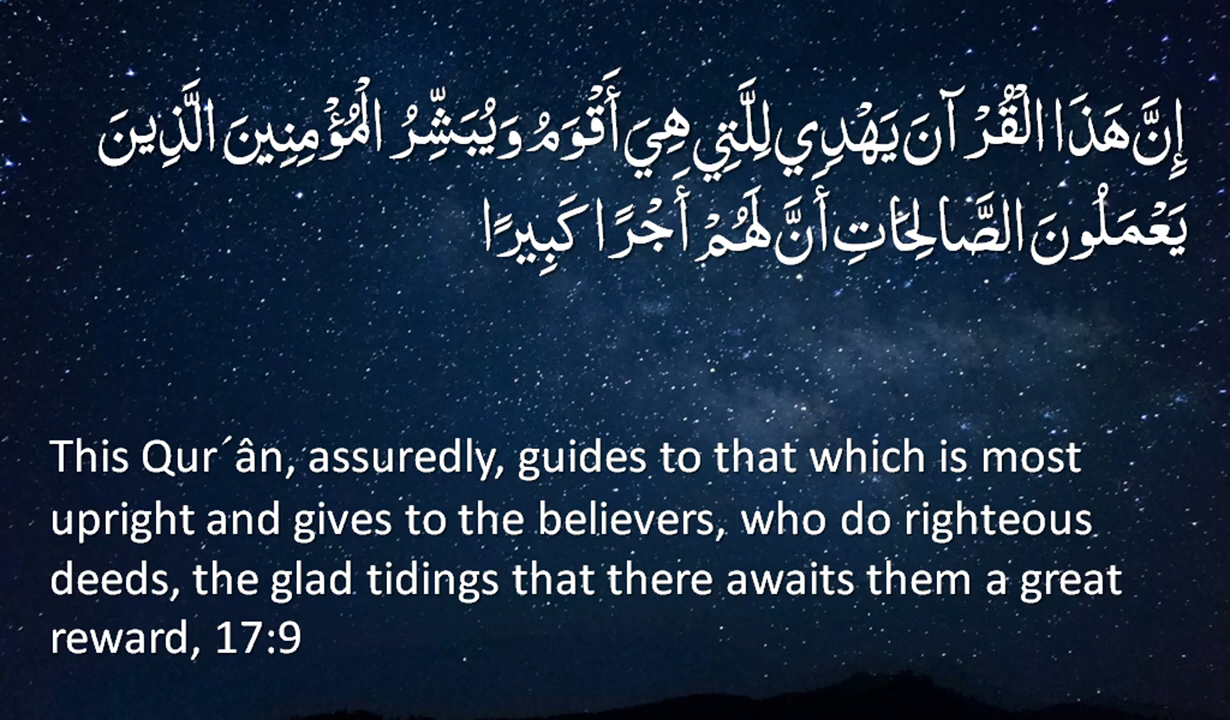 إِنَّ هَذَا الْقُرْآنَ يَهْدِي لِلَّتِي هِيَ أَقْوَمُ وَيُبَشِّرُ الْمُؤْمِنِينَ الَّذِينَ
يَعْمَلُونَ الصَّالِحَاتِ أَنَّ لَهُمْ أَجْرًا كَبِيرًا
This Qur´ân, assuredly, guides to that which is most
upright and gives to the believers, who do righteous
deeds, the glad tidings that there awaits them a great
reward, 17:9